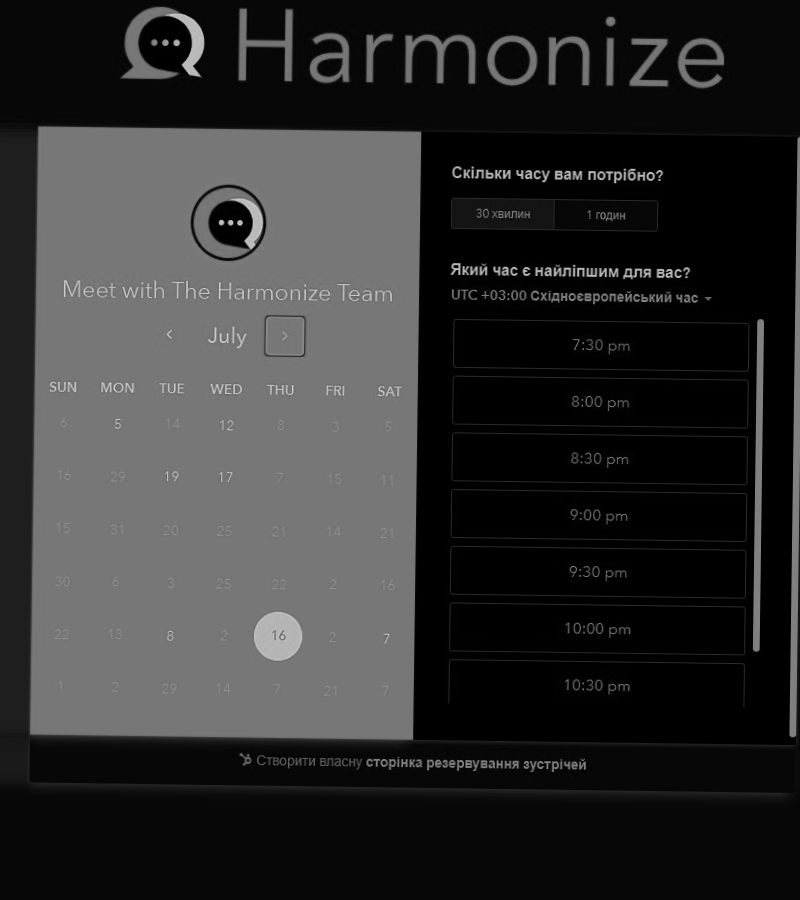 Harmonize
Meet with The Harmonize Team
July
SUN MON TUE WED THU FRI SAT
6 5 14 12 8 3 5
16 29 19 17 7 15 11
15 31 20 25 21 14 21
30 6 3 25 22 2 16
22 13 8 2 16 2 7
1 2 29 14 7 21 7
Скільки часу вам потрібно?
30 хвилин 1 годин
Який час є найліпшим для вас?
UTC +03:00 Східноєвропейський час
7:30 pm
8:00 pm
8:30 pm
9:00 pm
9:30 pm
10:00 pm
10:30 pm
Створити власну сторінка резервування зустрічей